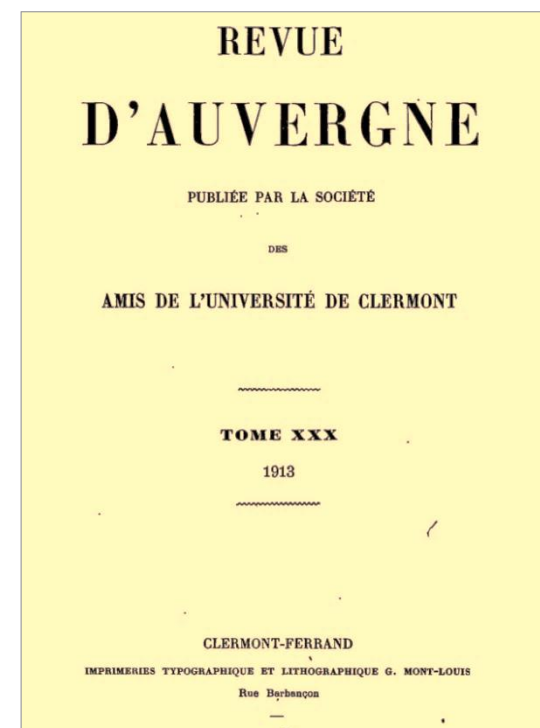 REVUE
D'AUVERGNE
PUBLIÉE PAR LA SOCIÉTÉ
DES
AMIS DE L'UNIVERSITÉ DE CLERMONT
TOME XXX
1913
CLERMONT-FERRAND
IMPRIMERIES TYPOGRAPHIQUE ET LITHOGRAPHIQUE G. MONT-LOUIS
Rue Barbançon